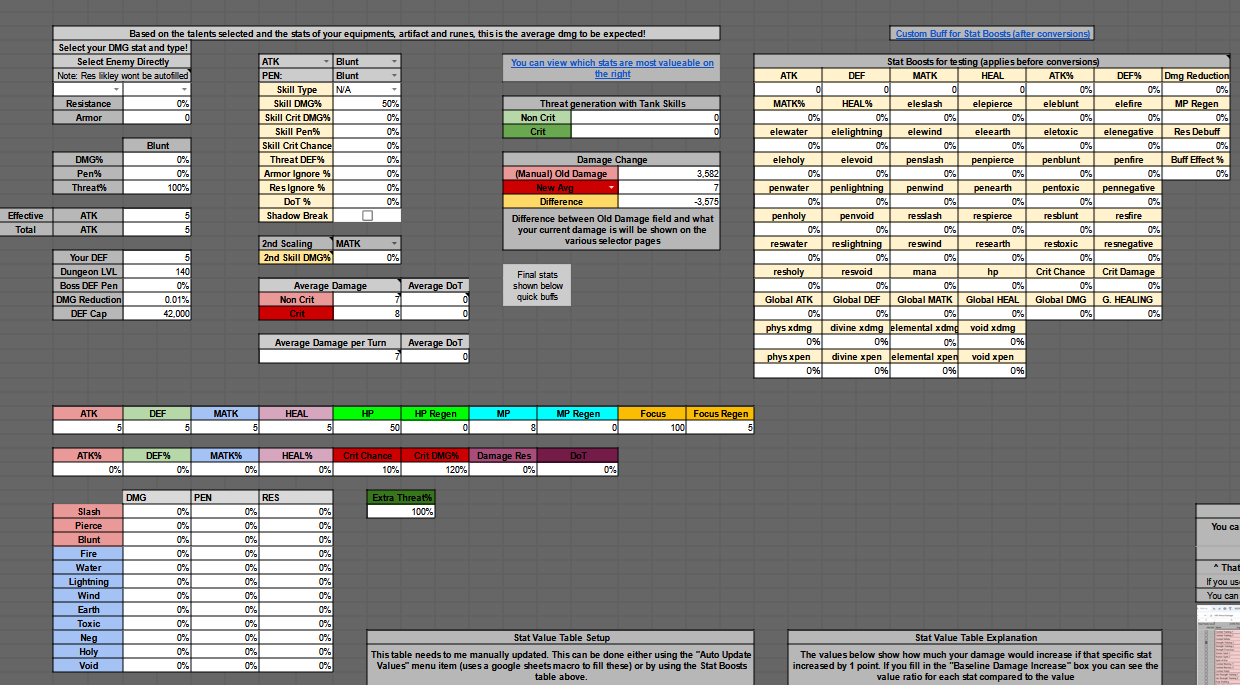 Based on the talents selected and the stats of your equipments, artifact and runes, this is the average dmg to be expected!
Custom Buff for Stat Boosts (after conversions)
Select your DMG stat and type!
Select Enemy Directly
Note: Res likley wont be autofilled
Resistance 0%
Armor 0
Blunt
DMG% 0%
Pen% 0%
Threat% 100%
Effective ATK 5
Total ATK 5
Your DEF 5
Dungeon LVL 140
Boss DEF Pen 0
DMG Reduction 0.01%
DEF Cap 42,000
ATK Blunt
PEN: Blunt
Skill Type N/A
Skill DMG% 50%
Skill Crit DMG% 0%
Skill Pen% 0%
Skill Crit Chance 0%
Threat DEF% 0%
Armor Ignore % 0%
Res Ignore % 0%
DoT % 0%
Shadow Break
2nd Scaling MATK
2nd Skill DMG% 0%
Average Damage Average DoT
Non Crit 7 0
Crit 8 0
Average Damage per Turn Average DoT
7 0
You can view which stats are most valueable on
the right
Threat generation with Tank Skills
Non Crit 0
Crit 0
Damage Change
(Manual) Old Damage 3,582
New Avg 7
Difference -3,575
Difference between Old Damage field and what
your current damage is will be shown on the
various selector pages
Final stats
shown below
quick buffs
Stat Boosts for testing (applies before conversions)
ATK DEF MATK HEAL ATK% DEF% Dmg Reduction
0 0 0 0 0% 0% 0%
MATK% HEAL% eleslash elepierce eleblunt elefire MP Regen
0% 0% 0% 0% 0% 0% 0%
elewater elelightning elewind eleearth eletoxic elenegative Res Debuff
0% 0% 0% 0% 0% 0% 0%
eleholy elevoid penslash penpierce penblunt penfire Buff Effect %
0% 0% 0% 0% 0% 0% 0%
penwater penlightning penwind penearth pentoxic pennegative
0% 0% 0% 0% 0% 0%
penholy penvoid resslash respierce resblunt resfire
0% 0% 0% 0% 0% 0%
reswater reslightning reswind researth restoxic resnegative
0% 0% 0% 0% 0% 0%
resholy resvoid mana hp Crit Chance Crit Damage
0% 0% 0% 0% 0% 0%
Global ATK Global DEF Global MATK Global HEAL Global DMG G. HEALING
0% 0% 0% 0% 0% 0%
phys xdmg divine xdmg elemental xdmg void xdmg
0% 0% 0% 0%
phys xpen divine xpen elemental xpen void xpen
0% 0% 0% 0%
ATK DEF MATK HEAL HP HP Regen MP MP Regen Focus Focus Regen
5 5 5 5 50 0 8 0 100 5
ATK% DEF% MATK% HEAL% Crit Chance Crit DMG% Damage Res DoT
0% 0% 0% 0% 10% 120% 0% 0%
DMG PEN RES
Slash 0% 0% 0%
Pierce 0% 0% 0%
Blunt 0% 0% 0%
Fire 0% 0% 0%
Water 0% 0% 0%
Lightning 0% 0% 0%
Wind 0% 0% 0%
Earth 0% 0% 0%
Toxic 0% 0% 0%
Neg 0% 0% 0%
Holy 0% 0% 0%
Void 0% 0% 0%
Extra Threat%
100%
Stat Value Table Setup
This table needs to me manually updated. This can be done either using the "Auto Update
Values" menu item (uses a google sheets macro to fill these) or by using the Stat Boosts
table above.
Stat Value Table Explanation
The values below show how much your damage would increase if that specific stat
increased by 1 point. If you fill in the "Baseline Damage Increase" box you can see the
value ratio for each stat compared to the value
You ca
^ That
If you us
You can